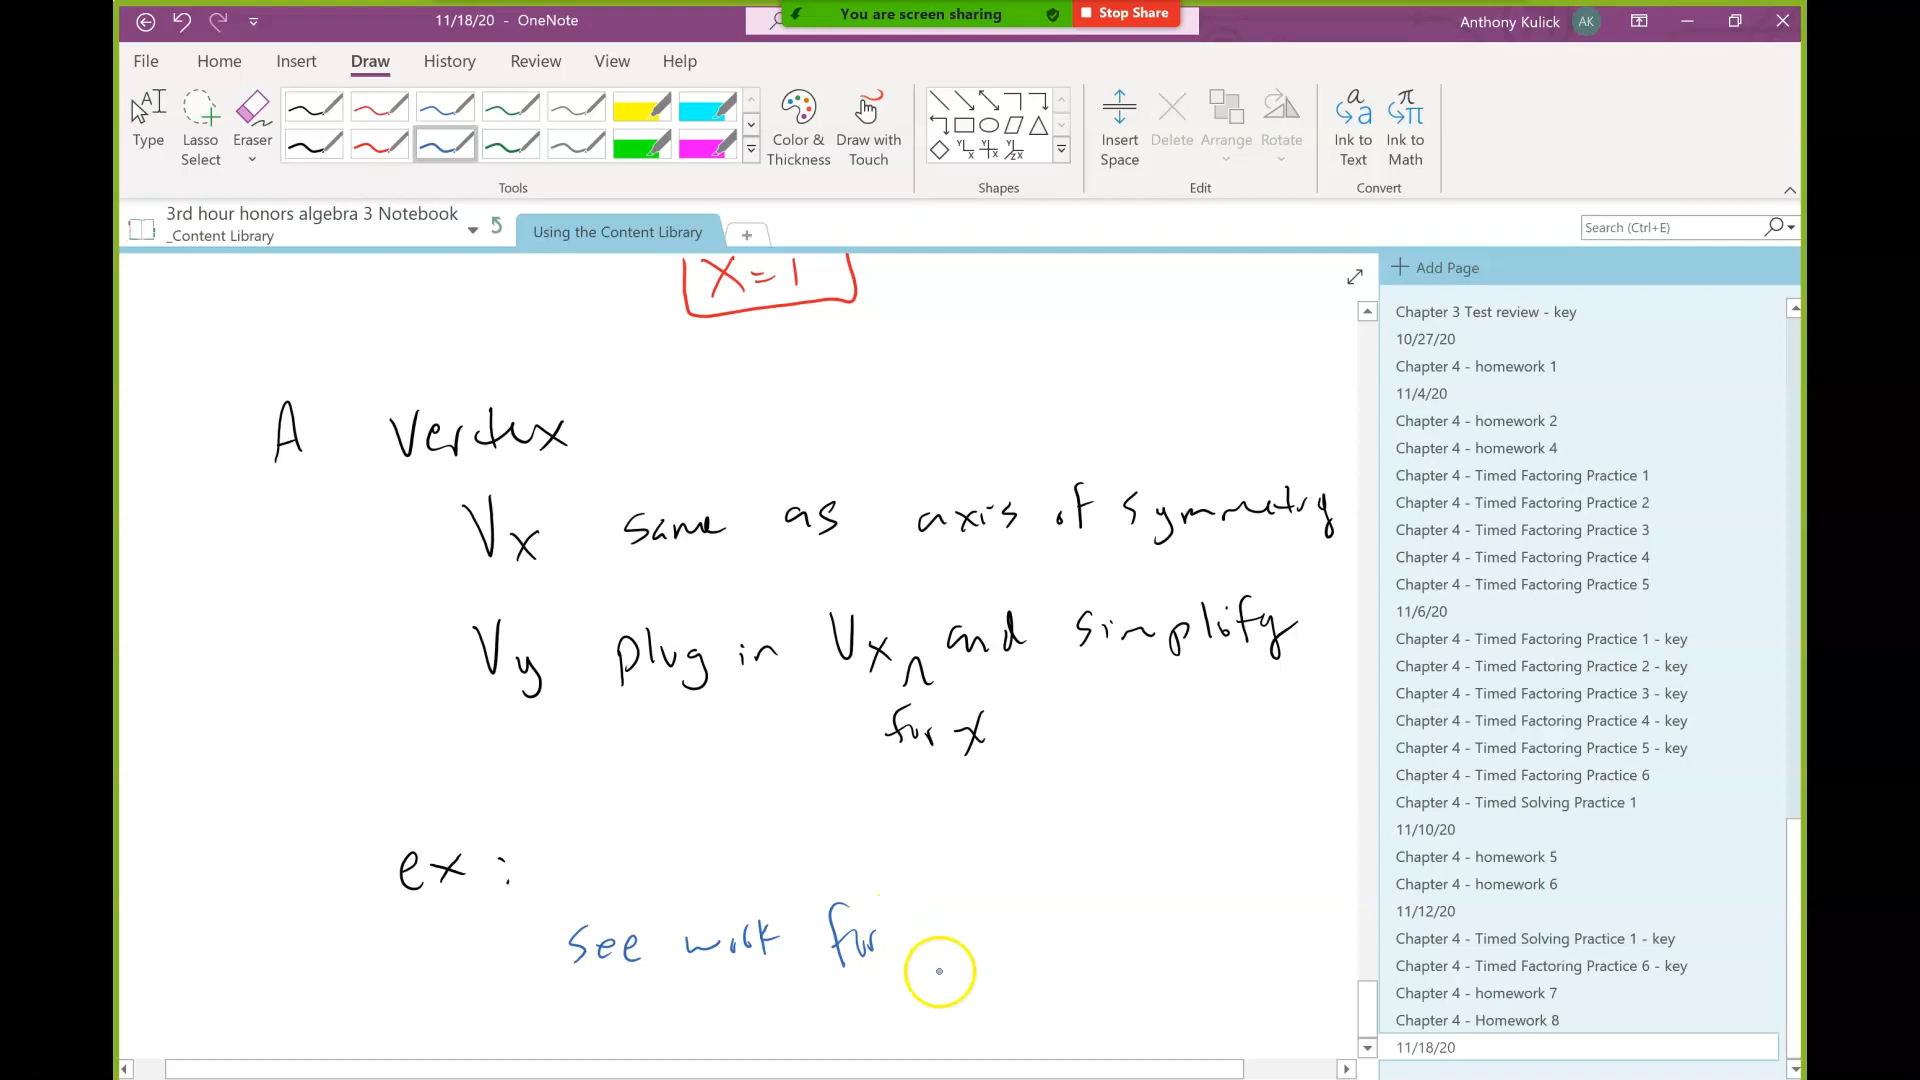 11/18/20 - OneNote
You are screen sharing
Stop Share
Anthony Kulick
AK
File Home Insert Draw History Review View Help
Type
Lasso Select
Eraser
Color & Thickness
Draw with Touch
Insert Space
Delete
Arrange
Rotate
Ink to Text
Ink to Math
Tools
Shapes
Edit
Convert
3rd hour honors algebra 3 Notebook
_Content Library
Using the Content Library
Search (Ctrl+E)
x = 1
A Vertex
Vx same as axis of symmetry
Vy plug in Vx ^ and simplify
for x
ex :
see work for
Add Page
Chapter 3 Test review - key
10/27/20
Chapter 4 - homework 1
11/4/20
Chapter 4 - homework 2
Chapter 4 - homework 4
Chapter 4 - Timed Factoring Practice 1
Chapter 4 - Timed Factoring Practice 2
Chapter 4 - Timed Factoring Practice 3
Chapter 4 - Timed Factoring Practice 4
Chapter 4 - Timed Factoring Practice 5
11/6/20
Chapter 4 - Timed Factoring Practice 1 - key
Chapter 4 - Timed Factoring Practice 2 - key
Chapter 4 - Timed Factoring Practice 3 - key
Chapter 4 - Timed Factoring Practice 4 - key
Chapter 4 - Timed Factoring Practice 5 - key
Chapter 4 - Timed Factoring Practice 6
Chapter 4 - Timed Solving Practice 1
11/10/20
Chapter 4 - homework 5
Chapter 4 - homework 6
11/12/20
Chapter 4 - Timed Solving Practice 1 - key
Chapter 4 - Timed Factoring Practice 6 - key
Chapter 4 - homework 7
Chapter 4 - Homework 8
11/18/20